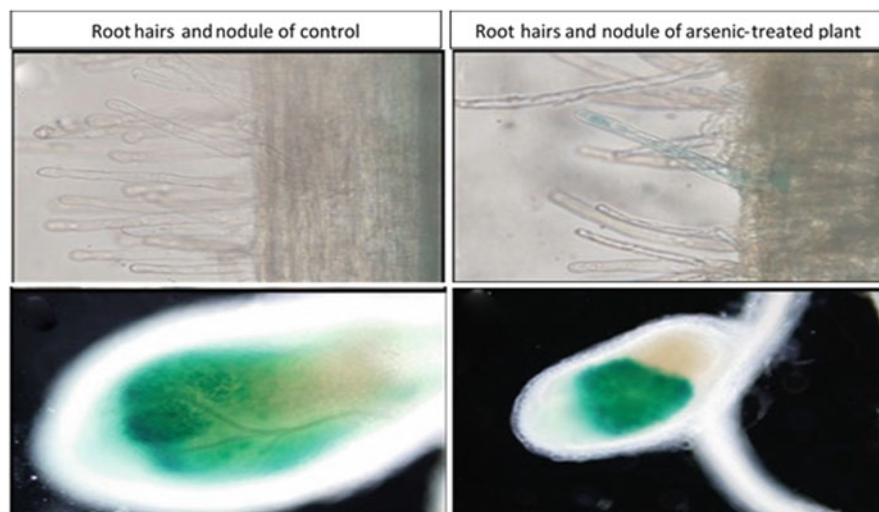 Root hairs and nodule of control
Root hairs and nodule of arsenic-treated plant